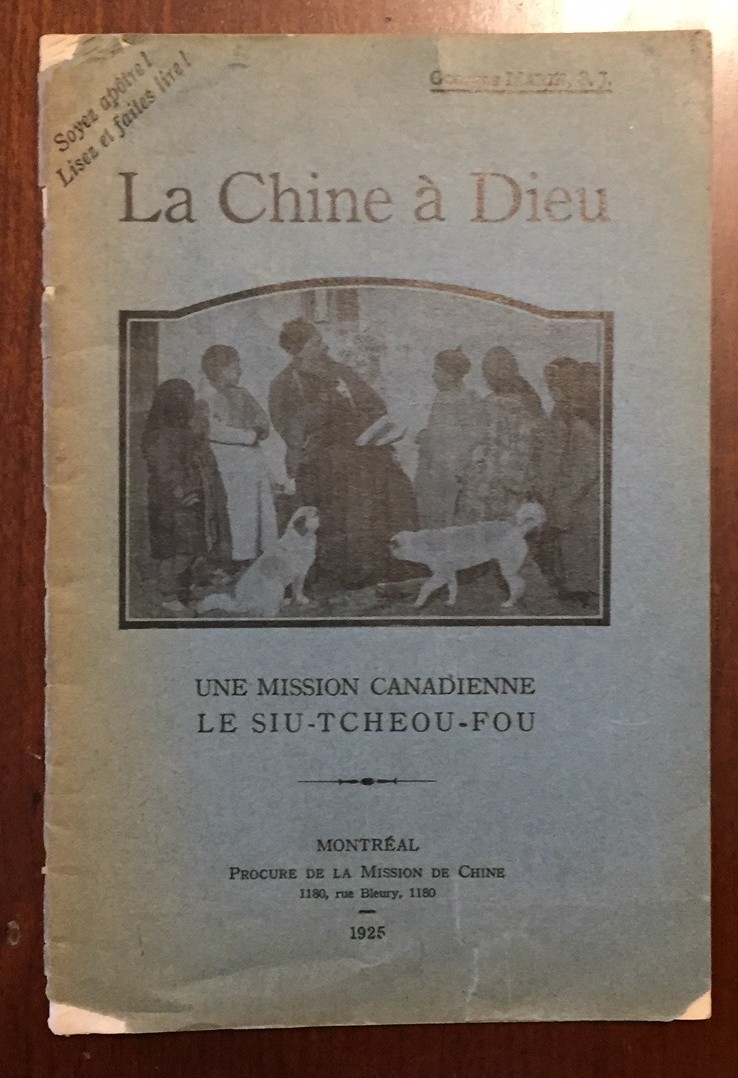 Soyez apôtre!
Lisez et faites lire!
S. J.
La Chine à Dieu
UNE MISSION CANADIENNE
LE SIU-TCHEOU-FOU
MONTRÉAL
PROCURE DE LA MISSION DE CHINE
1180, rue Bleury, 1180
1925